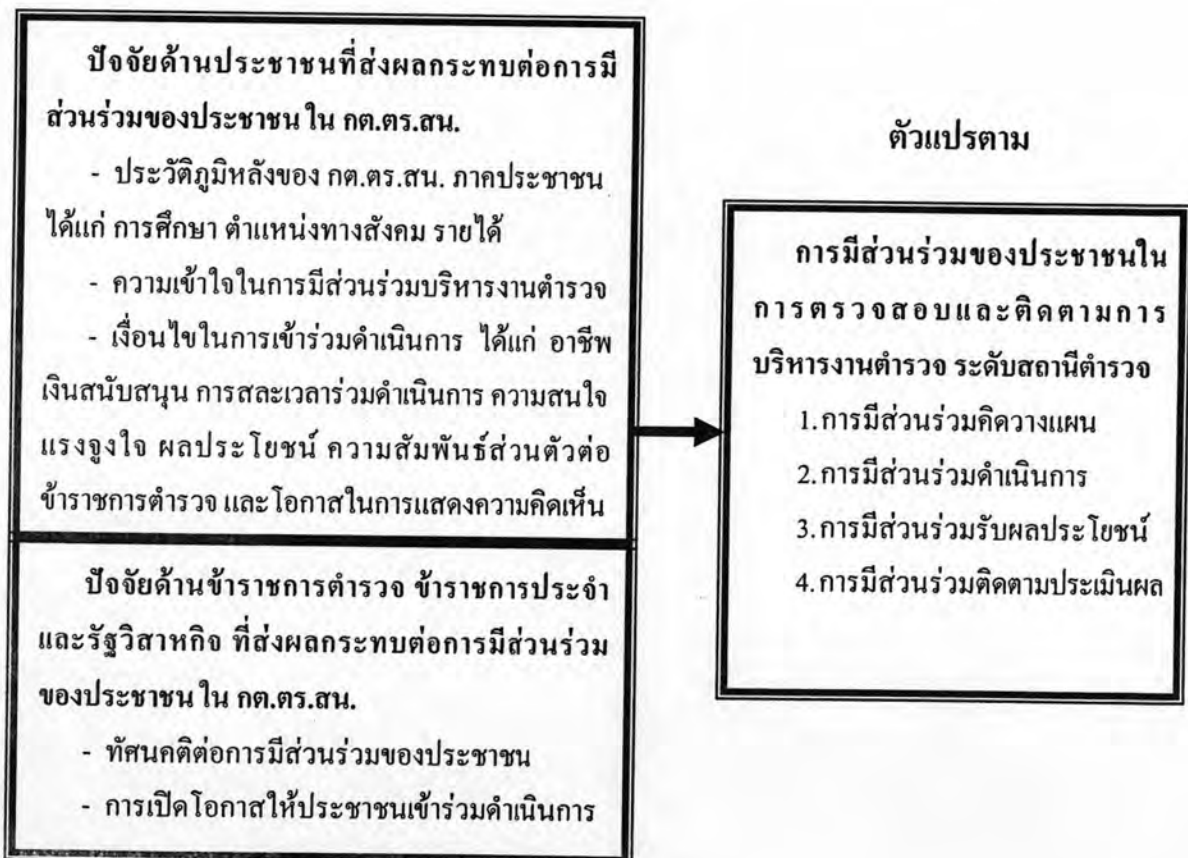 ปัจจัยด้านประชาชนที่ส่งผลกระทบต่อการมี
ส่วนร่วมของประชาชน ใน กต.ตร.สน.
- ประวัติภูมิหลังของ กต.ตร.สน. ภาคประชาชน
ได้แก่ การศึกษา ตำแหน่งทางสังคม รายได้
- ความเข้าใจในการมีส่วนร่วมบริหารงานตำรวจ
- เงื่อนไขในการเข้าร่วมดำเนินการ ได้แก่ อาชีพ
เงินสนับสนุน การสละเวลาร่วมดำเนินการ ความสนใจ
แรงจูงใจ ผลประโยชน์ ความสัมพันธ์ส่วนตัวต่อ
ข้าราชการตำรวจ และโอกาสในการแสดงความคิดเห็น
ปัจจัยด้านข้าราชการตำรวจ ข้าราชการประจำ
และรัฐวิสาหกิจ ที่ส่งผลกระทบต่อการมีส่วนร่วม
ของประชาชน ใน กต.ตร.สน.
- ทัศนคติต่อการมีส่วนร่วมของประชาชน
- การเปิดโอกาสให้ประชาชนเข้าร่วมดำเนินการ
ตัวแปรตาม
การมีส่วนร่วมของประชาชนใน
การตรวจสอบและติดตามการ
บริหารงานตำรวจ ระดับสถานีตำรวจ
1.การมีส่วนร่วมคิดวางแผน
2.การมีส่วนร่วมดำเนินการ
3.การมีส่วนร่วมรับผลประโยชน์
4.การมีส่วนร่วมติดตามประเมินผล